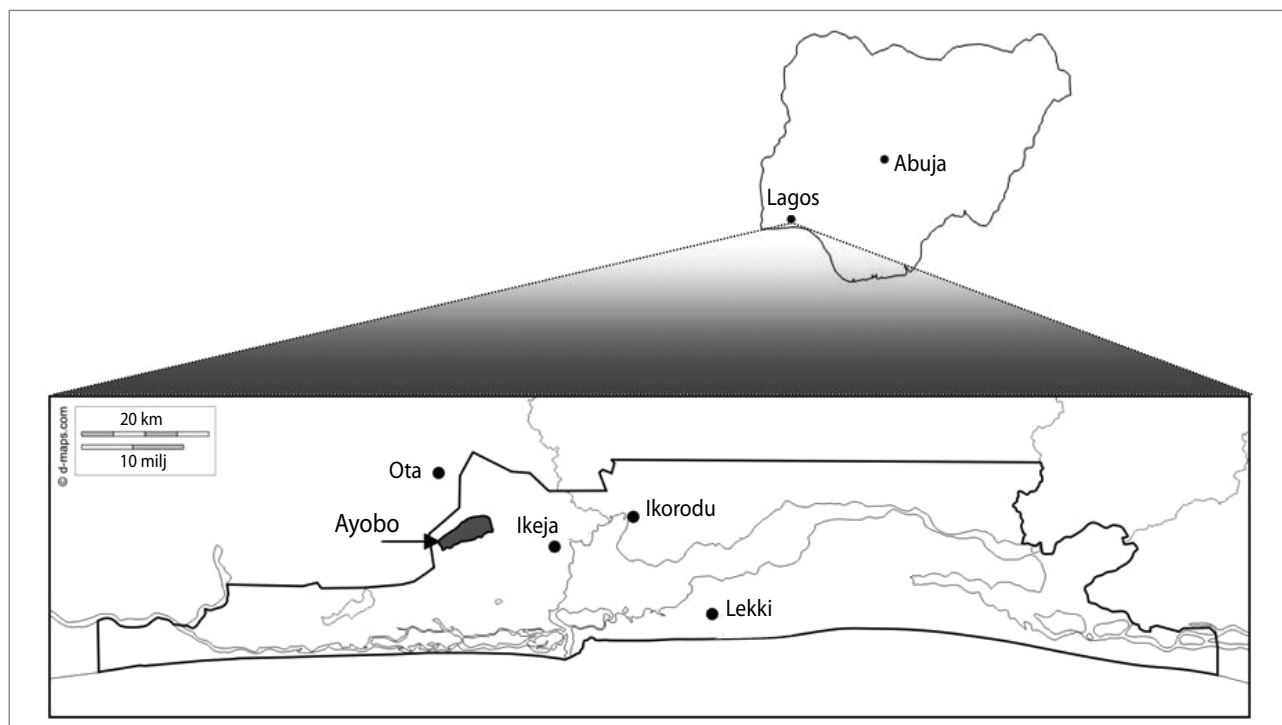 Abuja
Lagos
© d-maps.com
20 km
10 milj
Ota
Ayobo
Ikeja
Ikorodu
Lekki